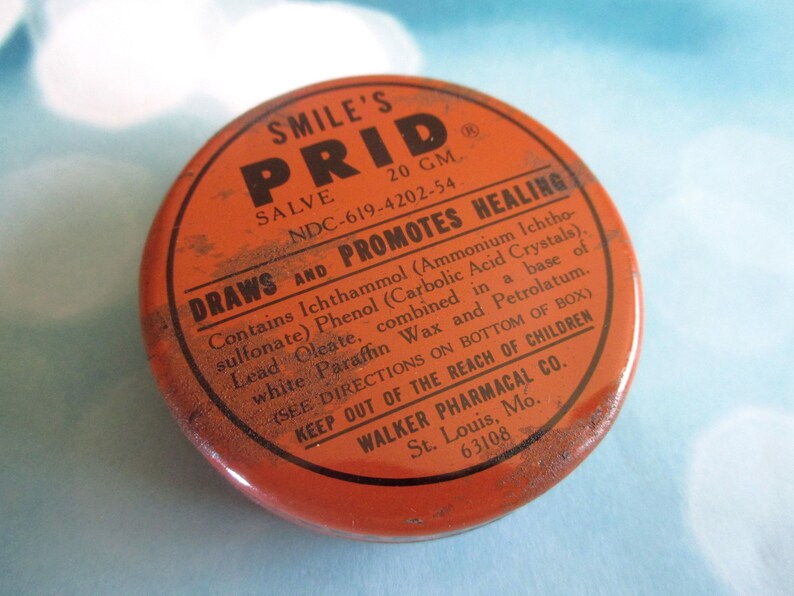 SMILE'S
PRID®
SALVE 20 GM.
NDC-619-4202-54
DRAWS AND PROMOTES HEALING
Contains Ichthammol (Ammonium Ichtho-
sulfonate) Phenol (Carbolic Acid Crystals),
Lead Oleate, combined in a base of
white Paraffin Wax and Petrolatum.
(SEE DIRECTIONS ON BOTTOM OF BOX)
KEEP OUT OF THE REACH OF CHILDREN
WALKER PHARMACAL CO.
St. Louis, Mo.
63108